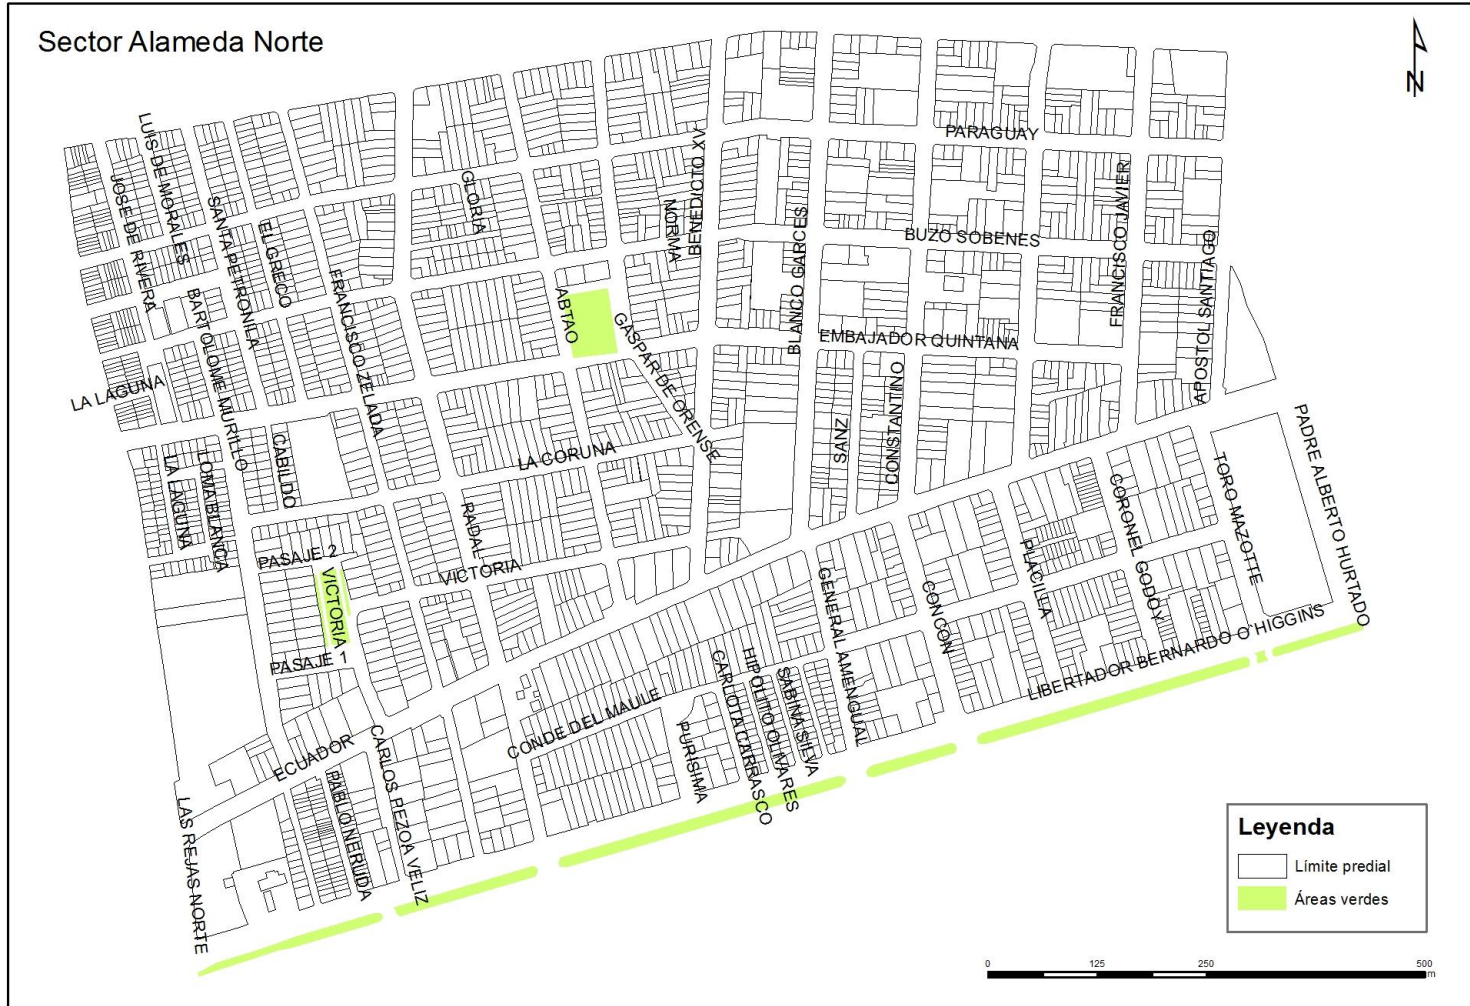 Sector Alameda Norte
N
PARAGUAY
LUIS DE MORALES
JOSE DE RIVERA
SANTA PETRONILA
EL GRECO
GLORIA
NORMA
BENEDICTO XV
BLANCO GARCES
BUZO SOBENES
FRANCISCO JAVIER
APOSTOL SANTIAGO
BARTOLOME MURILLO
FRANCISCO ZELADA
ABTAO
GASPAR DE ORENSE
EMBAJADOR QUINTANA
LA LAGUNA
CONSTANTINO
SANZ
LA CORUNA
CABILDO
LA LAGUNA
LOMA BLANCA
PADRE ALBERTO HURTADO
TORO MAZOTTE
CORONEL GODOY
RADAL
VICTORIA
PASAJE 2
VICTORIA
PASAJE 1
PLACILLA
CONCON
GENERAL AMENGUAL
LIBERTADOR BERNARDO O`HIGGINS
SABINA SILVA
HIPOLITO OLIVARES
CARLOTA CARRASCO
PURISIMA
CONDE DEL MAULE
ECUADOR
CARLOS PEZOA VELIZ
PABLO NERUDA
LAS REJAS NORTE
Leyenda
Límite predial
Áreas verdes
0 125 250 500
m